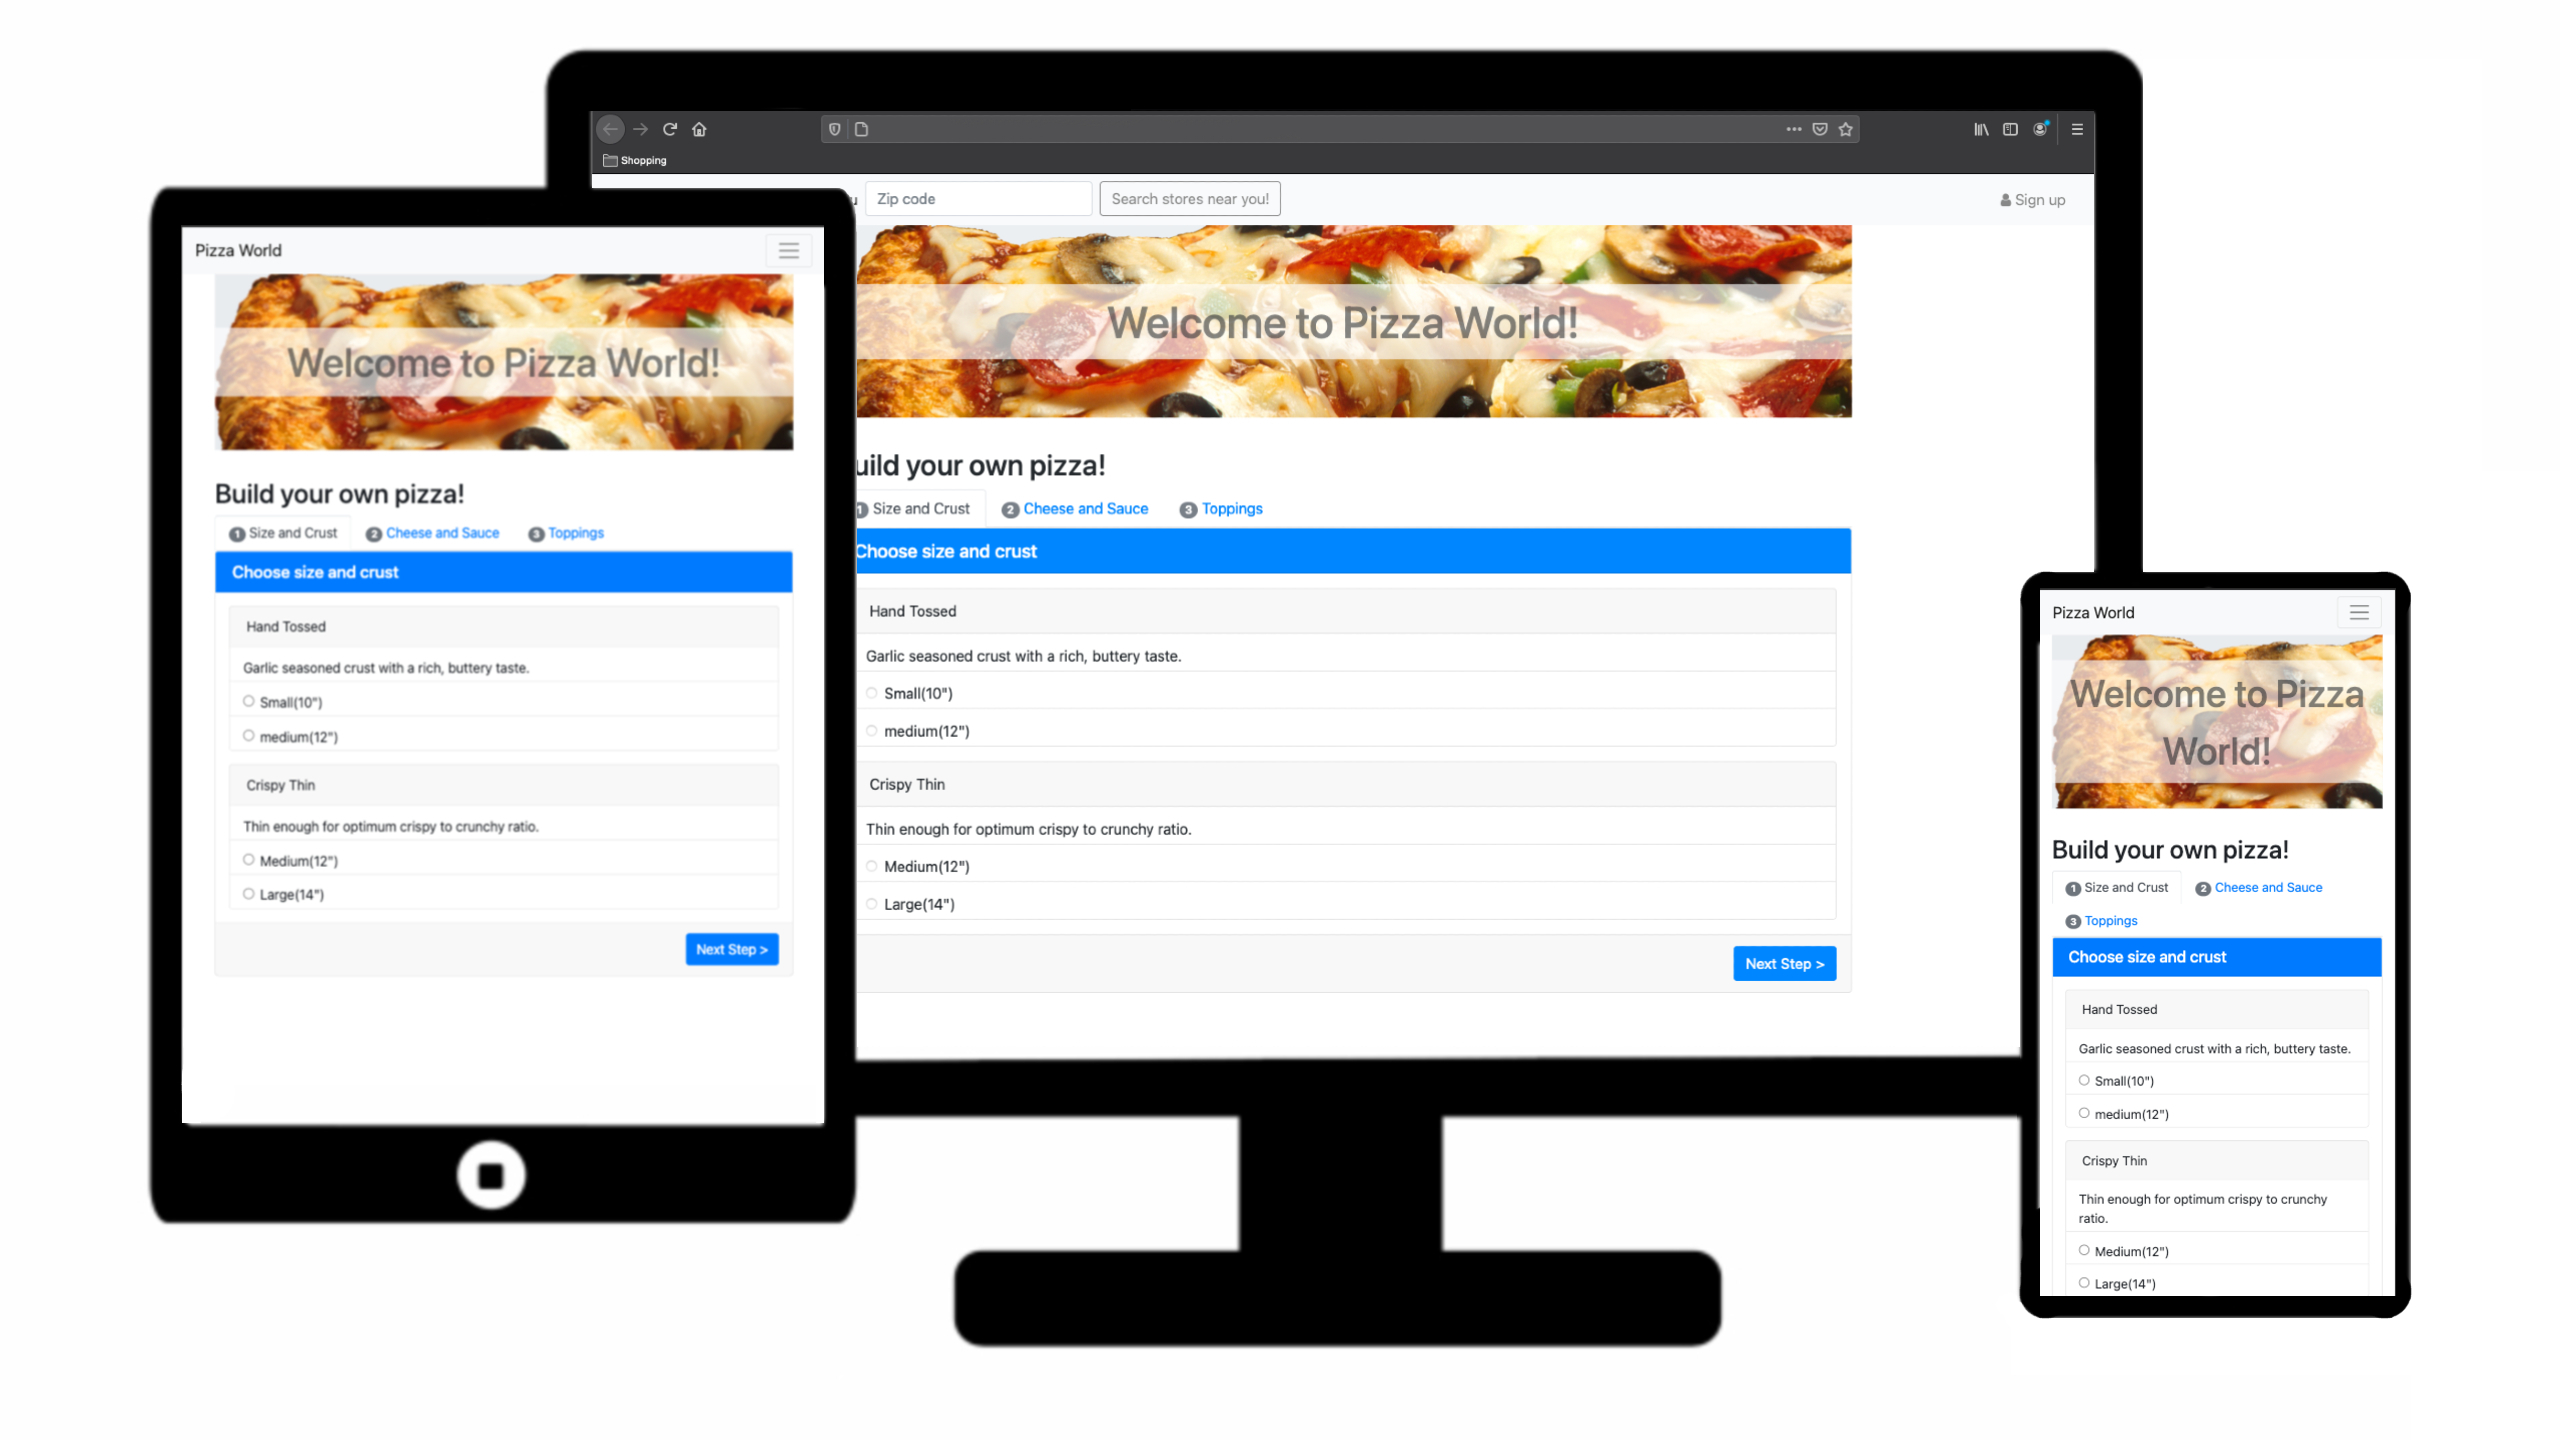 Shopping
Zip code
Search stores near you!
Sign up
Welcome to Pizza World!
uild your own pizza!
1 Size and Crust
2 Cheese and Sauce
3 Toppings
Choose size and crust
Hand Tossed
Garlic seasoned crust with a rich, buttery taste.
Small(10")
medium(12")
Crispy Thin
Thin enough for optimum crispy to crunchy ratio.
Medium(12")
Large(14")
Next Step >
Pizza World
Welcome to Pizza World!
Build your own pizza!
1 Size and Crust
2 Cheese and Sauce
3 Toppings
Choose size and crust
Hand Tossed
Garlic seasoned crust with a rich, buttery taste.
Small(10")
medium(12")
Crispy Thin
Thin enough for optimum crispy to crunchy ratio.
Medium(12")
Large(14")
Next Step >
Pizza World
Welcome to Pizza
World!
Build your own pizza!
1 Size and Crust
2 Cheese and Sauce
3 Toppings
Choose size and crust
Hand Tossed
Garlic seasoned crust with a rich, buttery taste.
Small(10")
medium(12")
Crispy Thin
Thin enough for optimum crispy to crunchy
ratio.
Medium(12")
Large(14")